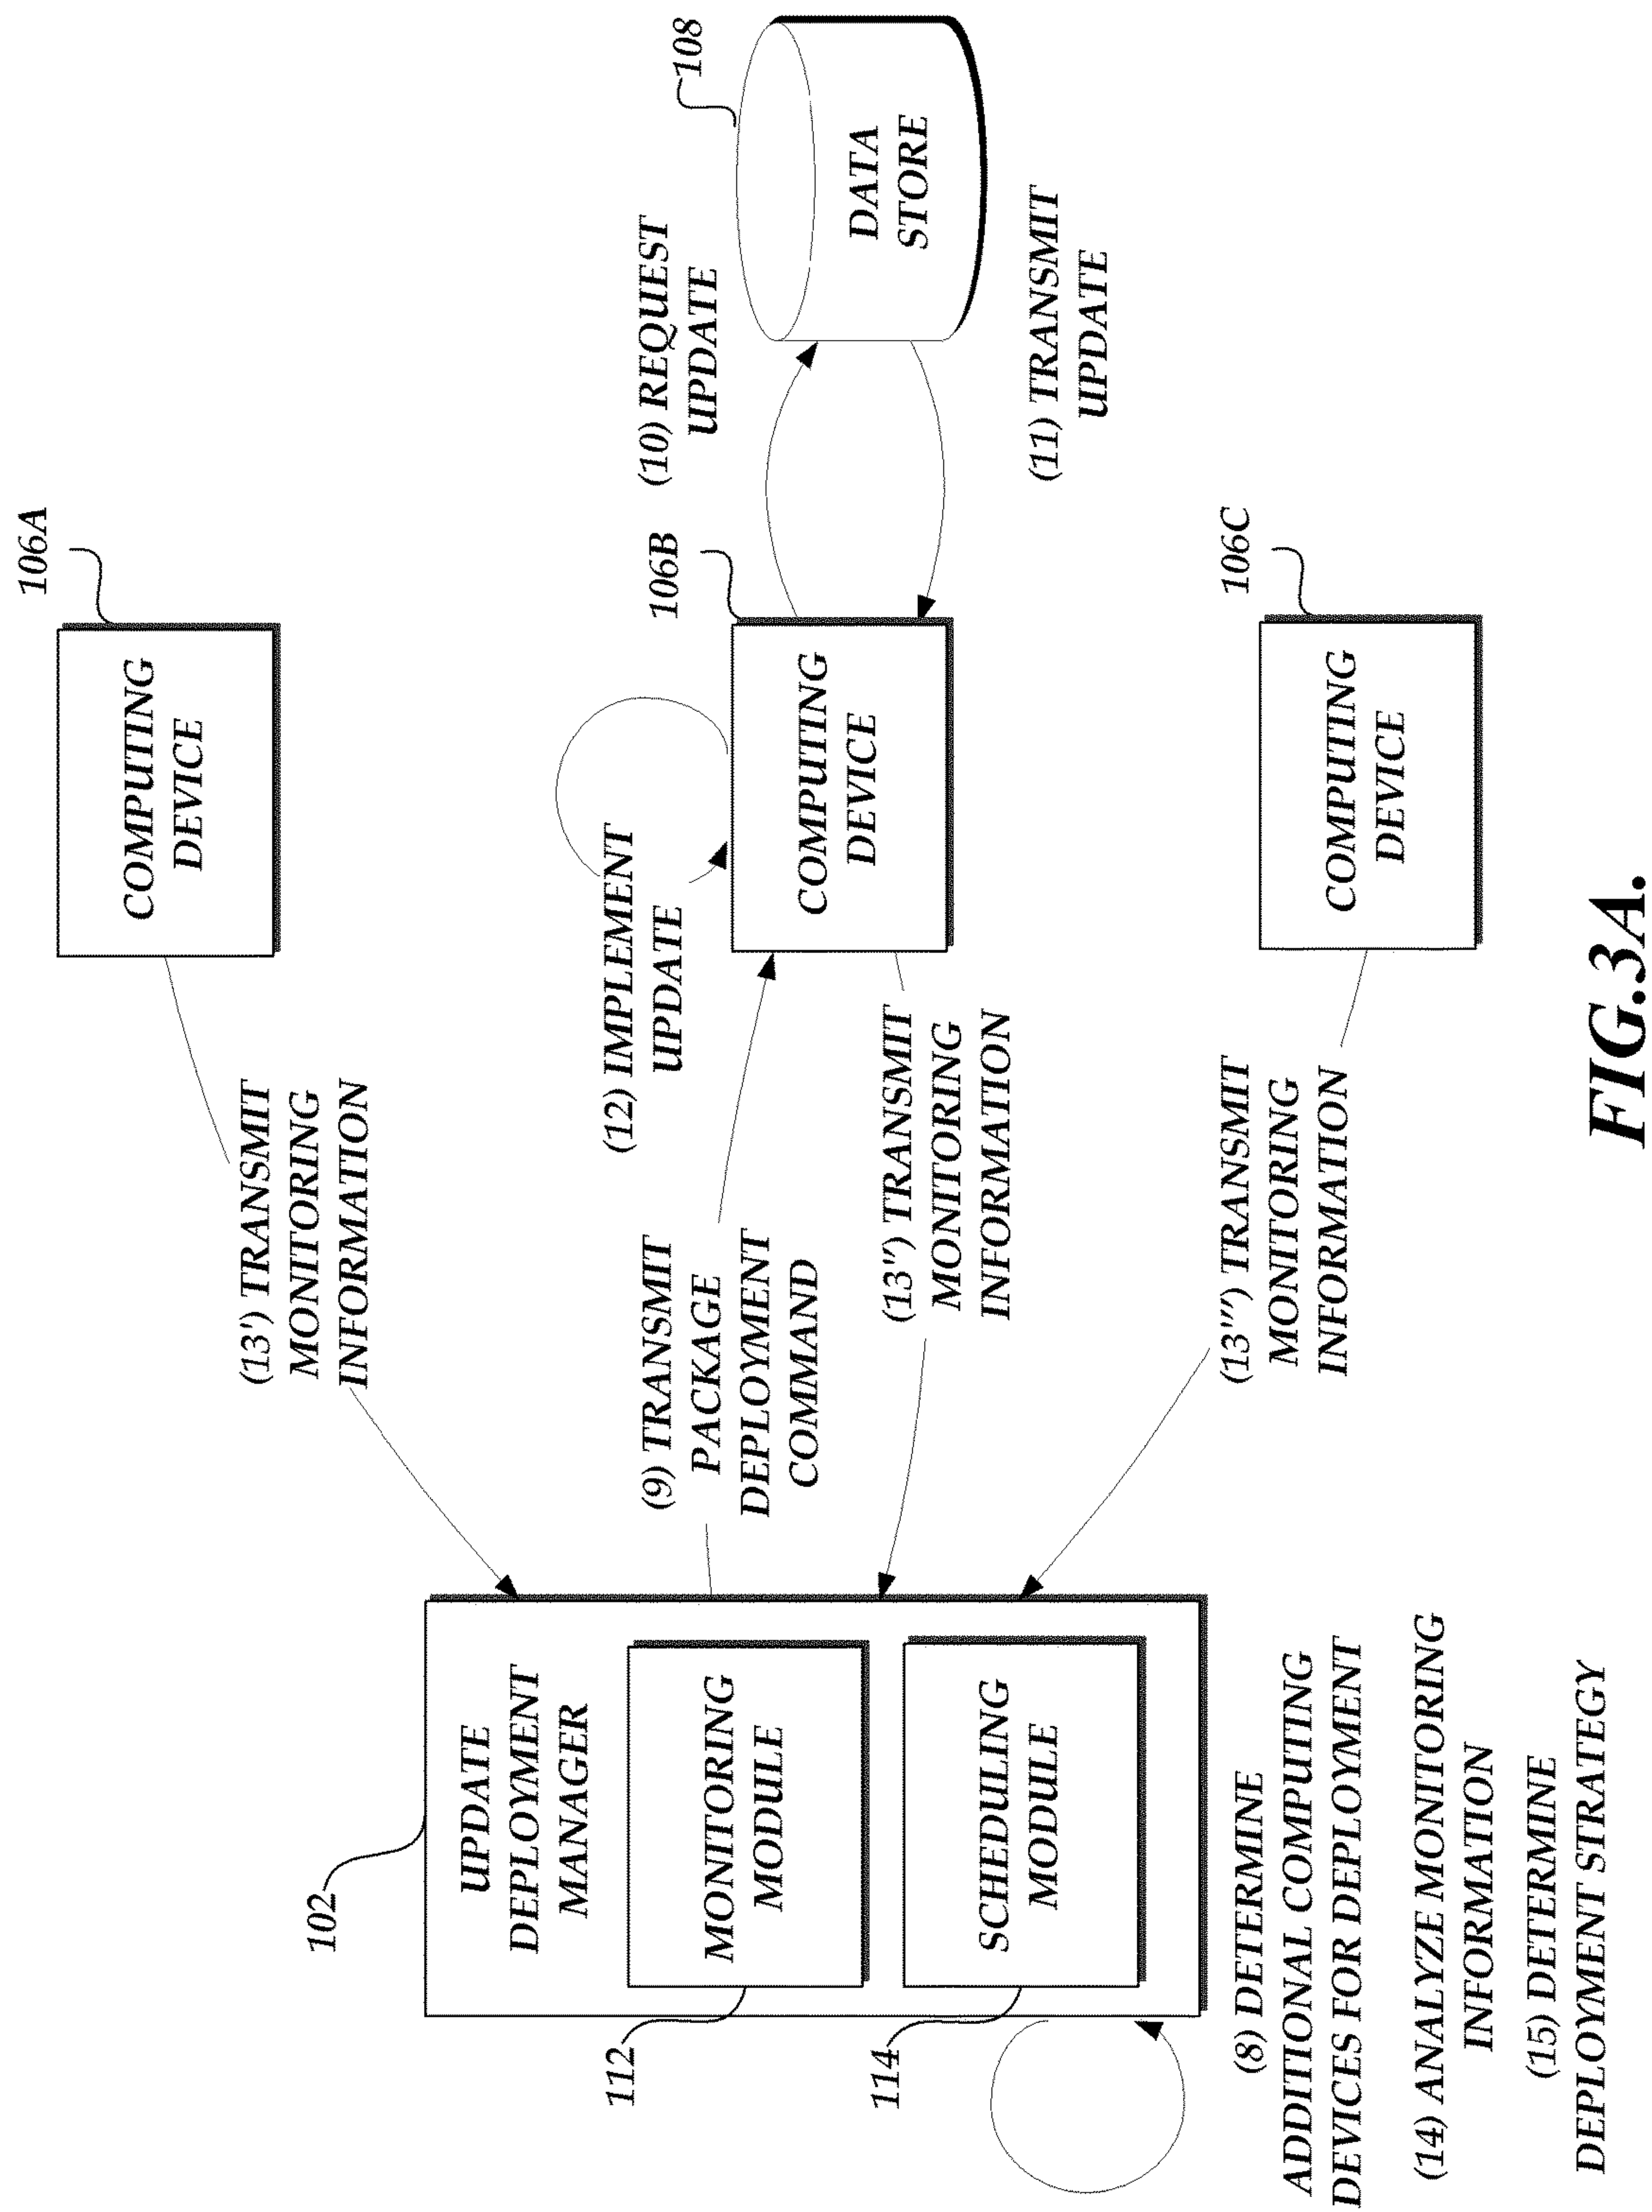 106A
COMPUTING
DEVICE
(13') TRANSMIT
MONITORING
INFORMATION
102
UPDATE
DEPLOYMENT
MANAGER
112
MONITORING
MODULE
114
SCHEDULING
MODULE
(9) TRANSMIT
PACKAGE
DEPLOYMENT
COMMAND
(12) IMPLEMENT
UPDATE
106B
COMPUTING
DEVICE
(10) REQUEST
UPDATE
108
DATA
STORE
(11) TRANSMIT
UPDATE
(13") TRANSMIT
MONITORING
INFORMATION
106C
COMPUTING
DEVICE
(13"') TRANSMIT
MONITORING
INFORMATION
(8) DETERMINE
ADDITIONAL COMPUTING
DEVICES FOR DEPLOYMENT
(14) ANALYZE MONITORING
INFORMATION
(15) DETERMINE
DEPLOYMENT STRATEGY
FIG.3A.